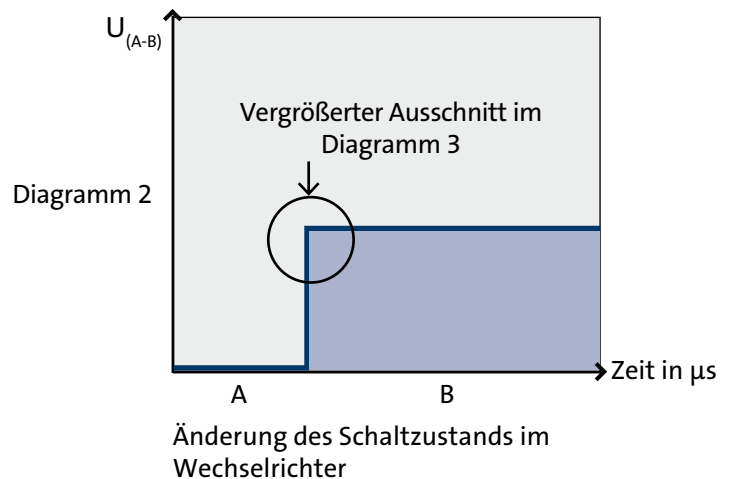 U(A-B)
Vergrößerter Ausschnitt im
Diagramm 3
Diagramm 2
Zeit in µs
A B
Änderung des Schaltzustands im
Wechselrichter